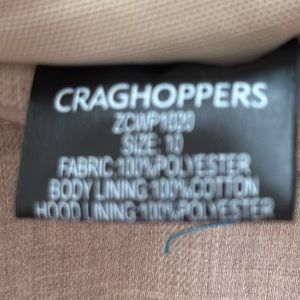 CRAGHOPPERS
ZCWP1020
SIZE: 10
FABRIC:100%POLYESTER
BODY LINING:100%COTTON
HOOD LINING:100%POLYESTER